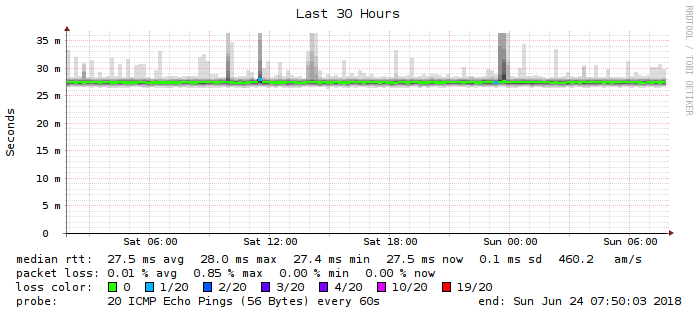 Last 30 Hours
RRDTOOL / TOBI OETIKER
Seconds
35 m
30 m
25 m
20 m
15 m
10 m
5 m
0
Sat 06:00 Sat 12:00 Sat 18:00 Sun 00:00 Sun 06:00
median rtt: 27.5 ms avg 28.0 ms max 27.4 ms min 27.5 ms now 0.1 ms sd 460.2 am/s
packet loss: 0.01 % avg 0.85 % max 0.00 % min 0.00 % now
loss color: 0 1/20 2/20 3/20 4/20 10/20 19/20
probe: 20 ICMP Echo Pings (56 Bytes) every 60s end: Sun Jun 24 07:50:03 2018